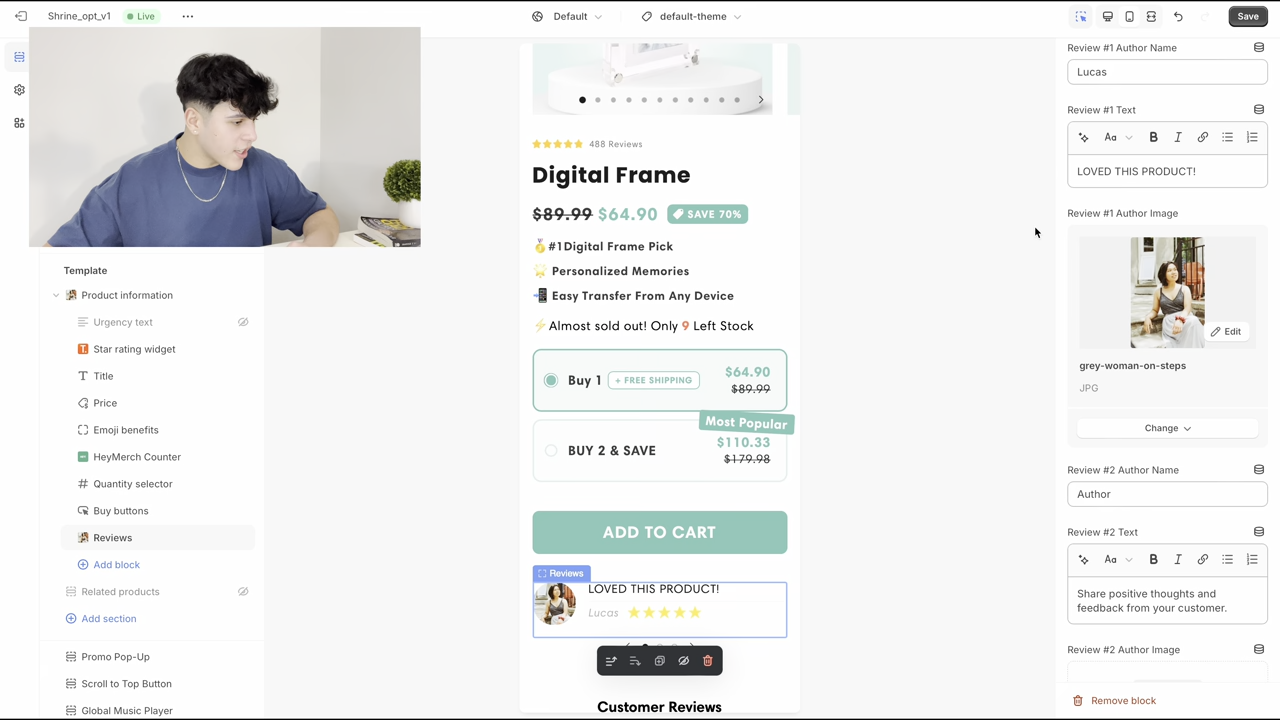 Shrine_opt_v1
Live
Default
default-theme
Save
Template
Product information
Urgency text
Star rating widget
Title
Price
Emoji benefits
HeyMerch Counter
Quantity selector
Buy buttons
Reviews
Add block
Related products
Add section
Promo Pop-Up
Scroll to Top Button
Global Music Player
488 Reviews
Digital Frame
$89.99 $64.90 SAVE 70%
#1Digital Frame Pick
Personalized Memories
Easy Transfer From Any Device
⚡Almost sold out! Only 9 Left Stock
Buy 1 + FREE SHIPPING $64.90
$89.99
Most Popular
BUY 2 & SAVE $110.33
$179.98
ADD TO CART
Reviews
LOVED THIS PRODUCT!
Lucas
Customer Reviews
Review #1 Author Name
Lucas
Review #1 Text
Aa B I
LOVED THIS PRODUCT!
Review #1 Author Image
Edit
grey-woman-on-steps
JPG
Change
Review #2 Author Name
Author
Review #2 Text
Aa B I
Share positive thoughts and
feedback from your customer.
Review #2 Author Image
Remove block